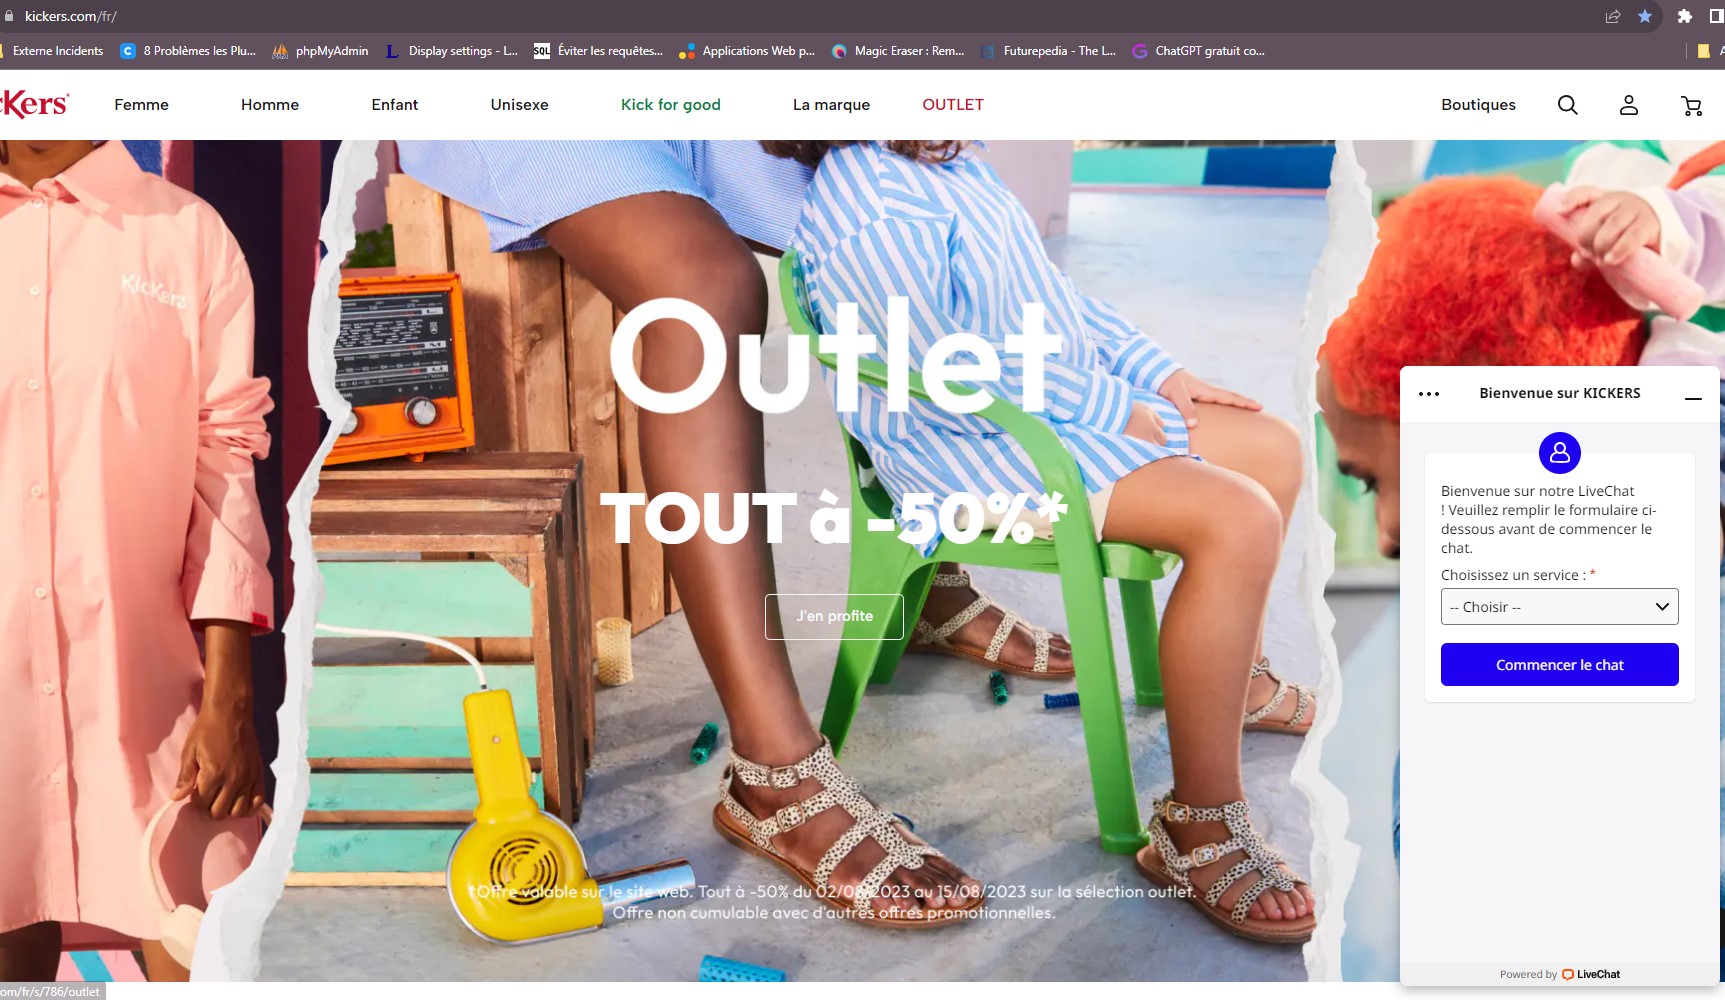 kickers.com/fr/
Externe Incidents
8 Problèmes les Plu...
phpMyAdmin
Display settings - L...
SQL
Éviter les requêtes...
Applications Web p...
Magic Eraser : Rem...
Futurepedia - The L...
ChatGPT gratuit co...
A
Kickers
Femme
Homme
Enfant
Unisexe
Kick for good
La marque
OUTLET
Boutiques
KicKers
Outlet
TOUT à -50%*
J'en profite
*Offre valable sur le site web. Tout à -50% du 02/08/2023 au 15/08/2023 sur la sélection outlet.
Offre non cumulable avec d'autres offres promotionnelles.
Bienvenue sur KICKERS
Bienvenue sur notre LiveChat
! Veuillez remplir le formulaire ci-
dessous avant de commencer le
chat.
Choisissez un service : *
-- Choisir --
Commencer le chat
Powered by LiveChat
om/fr/s/786/outlet